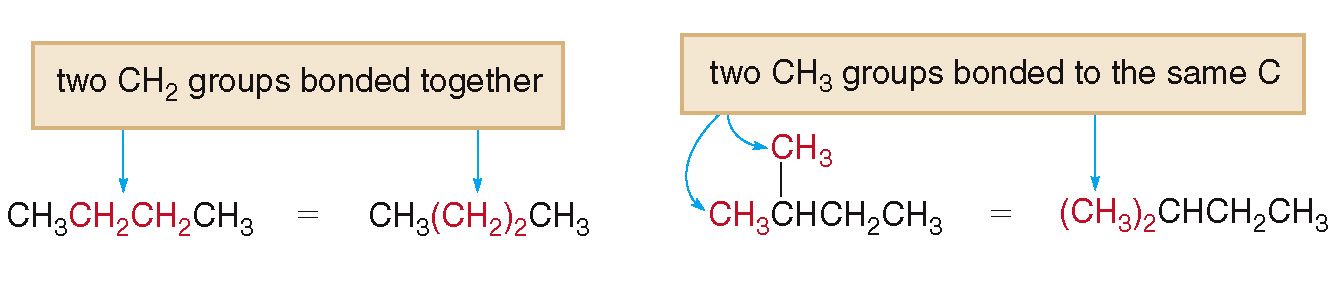 two CH₂ groups bonded together
CH₃CH₂CH₂CH₃ = CH₃(CH₂)₂CH₃
two CH₃ groups bonded to the same C
CH₃
CH₃CHCH₂CH₃ = (CH₃)₂CHCH₂CH₃